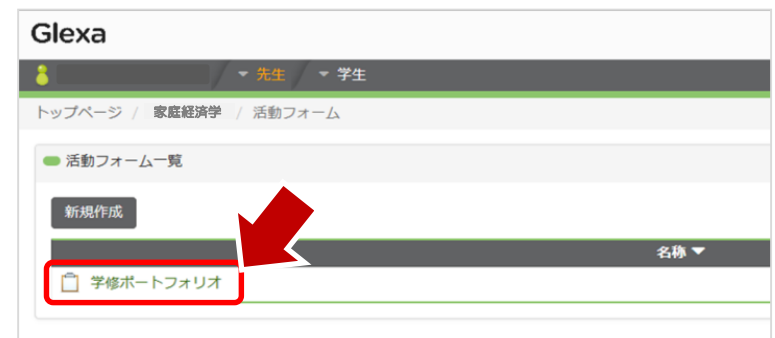 Glexa
先生 学生
トップページ / 家庭経済学 / 活動フォーム
活動フォーム一覧
新規作成
名称
学修ポートフォリオ